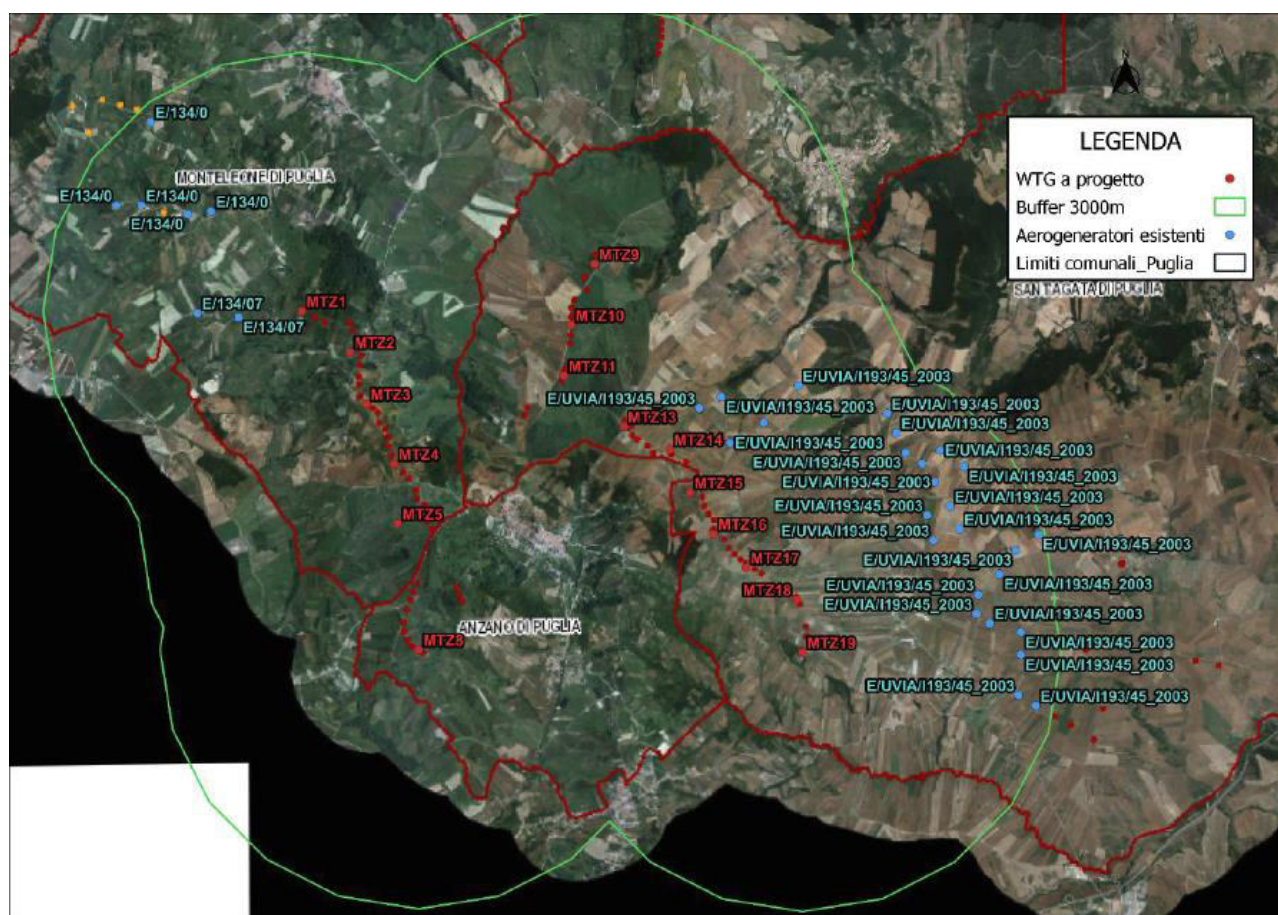 E/134/0
LEGENDA
WTG a progetto
Buffer 3000m
Aerogeneratori esistenti
Limiti comunali_Puglia
MONTELEONE DI PUGLIA
E/134/0
E/134/0
E/134/0
E/134/0
MTZ9
SANT'AGATA DI PUGLIA
E/134/07
MTZ1
E/134/07
MTZ10
MTZ2
MTZ11
E/UVIA/I193/45_2003
MTZ3
E/UVIA/I193/45_2003
E/UVIA/I193/45_2003
E/UVIA/I193/45_2003
MTZ13
E/UVIA/I193/45_2003
MTZ14
E/UVIA/I193/45_2003
E/UVIA/I193/45_2003
E/UVIA/I193/45_2003
MTZ4
E/UVIA/I193/45_2003
E/UVIA/I193/45_2003
MTZ15
E/UVIA/I193/45_2003
E/UVIA/I193/45_2003
MTZ5
MTZ16
E/UVIA/I193/45_2003
E/UVIA/I193/45_2003
E/UVIA/I193/45_2003
MTZ17
E/UVIA/I193/45_2003
E/UVIA/I193/45_2003
MTZ18
E/UVIA/I193/45_2003
E/UVIA/I193/45_2003
E/UVIA/I193/45_2003
ANZANO DI PUGLIA
MTZ8
MTZ19
E/UVIA/I193/45_2003
E/UVIA/I193/45_2003
E/UVIA/I193/45_2003
E/UVIA/I193/45_2003